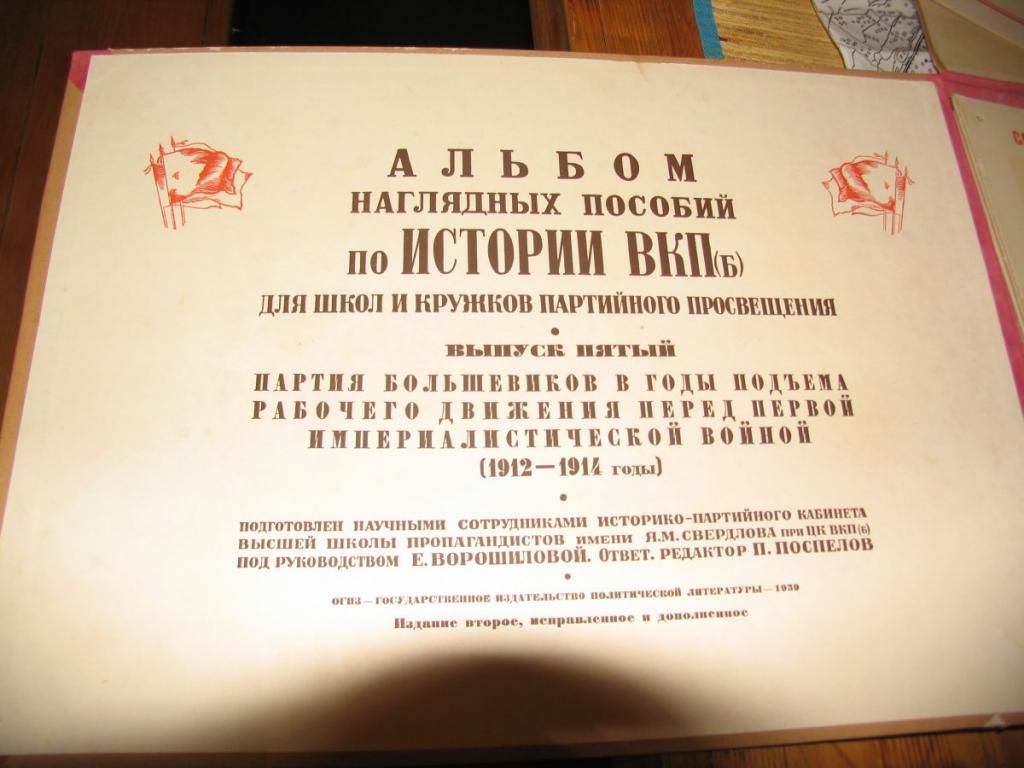 АЛЬБОМ
НАГЛЯДНЫХ ПОСОБИЙ
ПО ИСТОРИИ ВКП(Б)
ДЛЯ ШКОЛ И КРУЖКОВ ПАРТИЙНОГО ПРОСВЕЩЕНИЯ
•
ВЫПУСК ПЯТЫЙ
ПАРТИЯ БОЛЬШЕВИКОВ В ГОДЫ ПОДЪЕМА
РАБОЧЕГО ДВИЖЕНИЯ ПЕРЕД ПЕРВОЙ
ИМПЕРИАЛИСТИЧЕСКОЙ ВОЙНОЙ
(1912—1914 годы)
•
ПОДГОТОВЛЕН НАУЧНЫМИ СОТРУДНИКАМИ ИСТОРИКО-ПАРТИЙНОГО КАБИНЕТА
ВЫСШЕЙ ШКОЛЫ ПРОПАГАНДИСТОВ ИМЕНИ Я.М. СВЕРДЛОВА ПРИ ЦК ВКП(Б)
ПОД РУКОВОДСТВОМ Е. ВОРОШИЛОВОЙ. ОТВЕТ. РЕДАКТОР П. ПОСПЕЛОВ
•
ОГИЗ—ГОСУДАРСТВЕННОЕ ИЗДАТЕЛЬСТВО ПОЛИТИЧЕСКОЙ ЛИТЕРАТУРЫ—1939
Издание второе, исправленное и дополненное